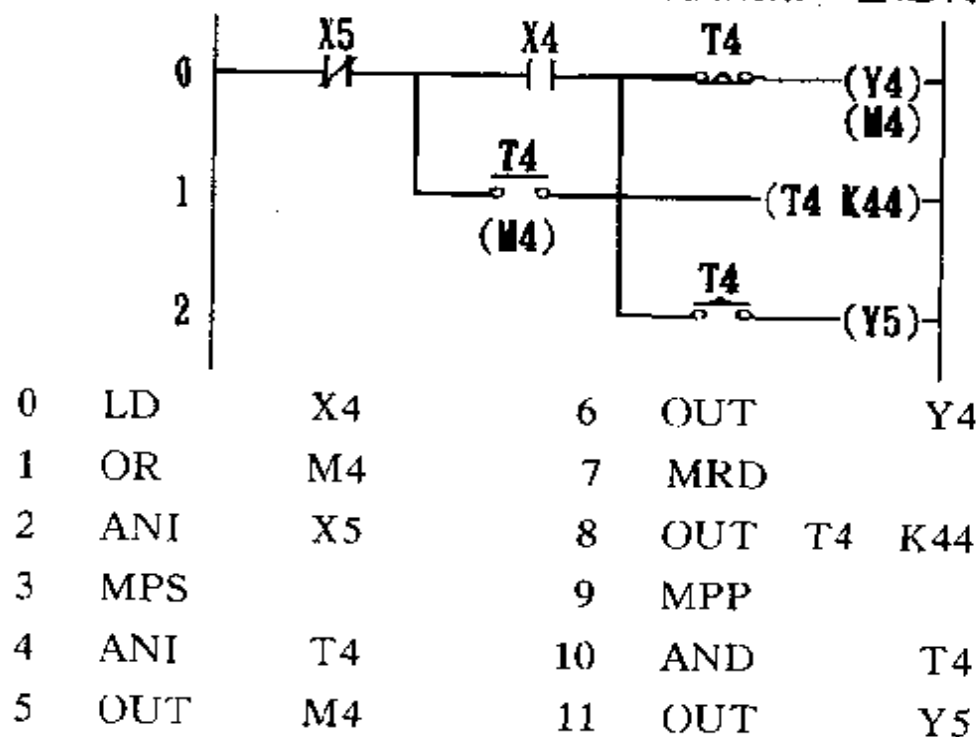 X5 X4 T4
0 (Y4)
(M4)
T4
1 (T4 K44)
(M4)
T4
2 (Y5)
0 LD X4 6 OUT Y4
1 OR M4 7 MRD
2 ANI X5 8 OUT T4 K44
3 MPS 9 MPP
4 ANI T4 10 AND T4
5 OUT M4 11 OUT Y5